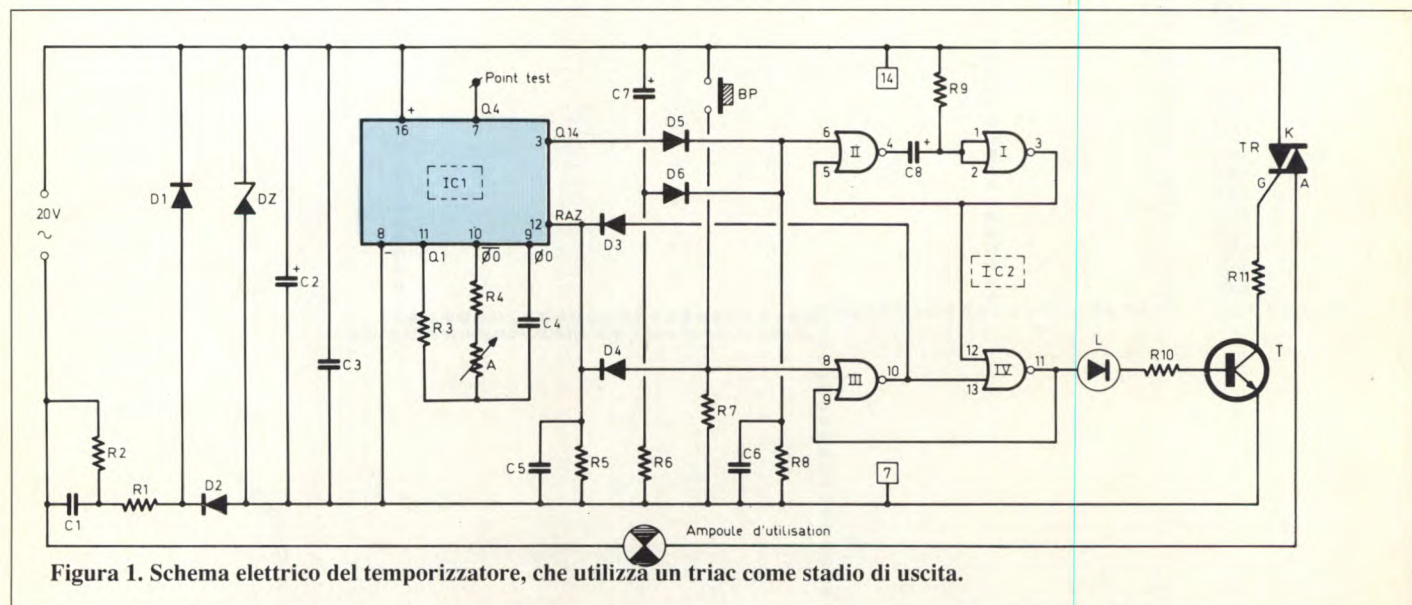 Point test
14
16 +
7 Q4
C7 +
BP
R9
3 Q14
D5
6
II
4
C8 +
1
I
3
5
2
TR
K
G
A
D1
DZ
IC1
D6
20V
~
12 RAZ
D3
IC2
8 -
11 Q1
10 ØO
9 ØO
C2 +
R4
R3
C4
R11
C3
A
D4
8
III
10
12
IV
11
L
R10
T
9
13
R7
R2
C5
R5
R6
C6
R8
7
C1
R1
D2
Ampoule d'utilisation
Figura 1. Schema elettrico del temporizzatore, che utilizza un triac come stadio di uscita.